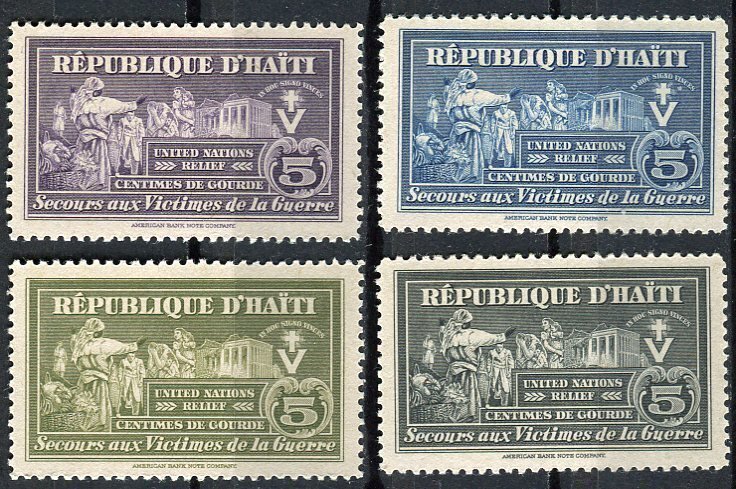 RÉPUBLIQUE D'HAÏTI
IN HOC SIGNO VINCES
V
UNITED NATIONS
RELIEF
5
CENTIMES DE GOURDE
Secours aux Victimes de la Guerre
AMERICAN BANK NOTE COMPANY.
RÉPUBLIQUE D'HAÏTI
IN HOC SIGNO VINCES
V
UNITED NATIONS
RELIEF
5
CENTIMES DE GOURDE
Secours aux Victimes de la Guerre
AMERICAN BANK NOTE COMPANY.
RÉPUBLIQUE D'HAÏTI
IN HOC SIGNO VINCES
V
UNITED NATIONS
RELIEF
5
CENTIMES DE GOURDE
Secours aux Victimes de la Guerre
AMERICAN BANK NOTE COMPANY.
RÉPUBLIQUE D'HAÏTI
IN HOC SIGNO VINCES
V
UNITED NATIONS
RELIEF
5
CENTIMES DE GOURDE
Secours aux Victimes de la Guerre
AMERICAN BANK NOTE COMPANY.